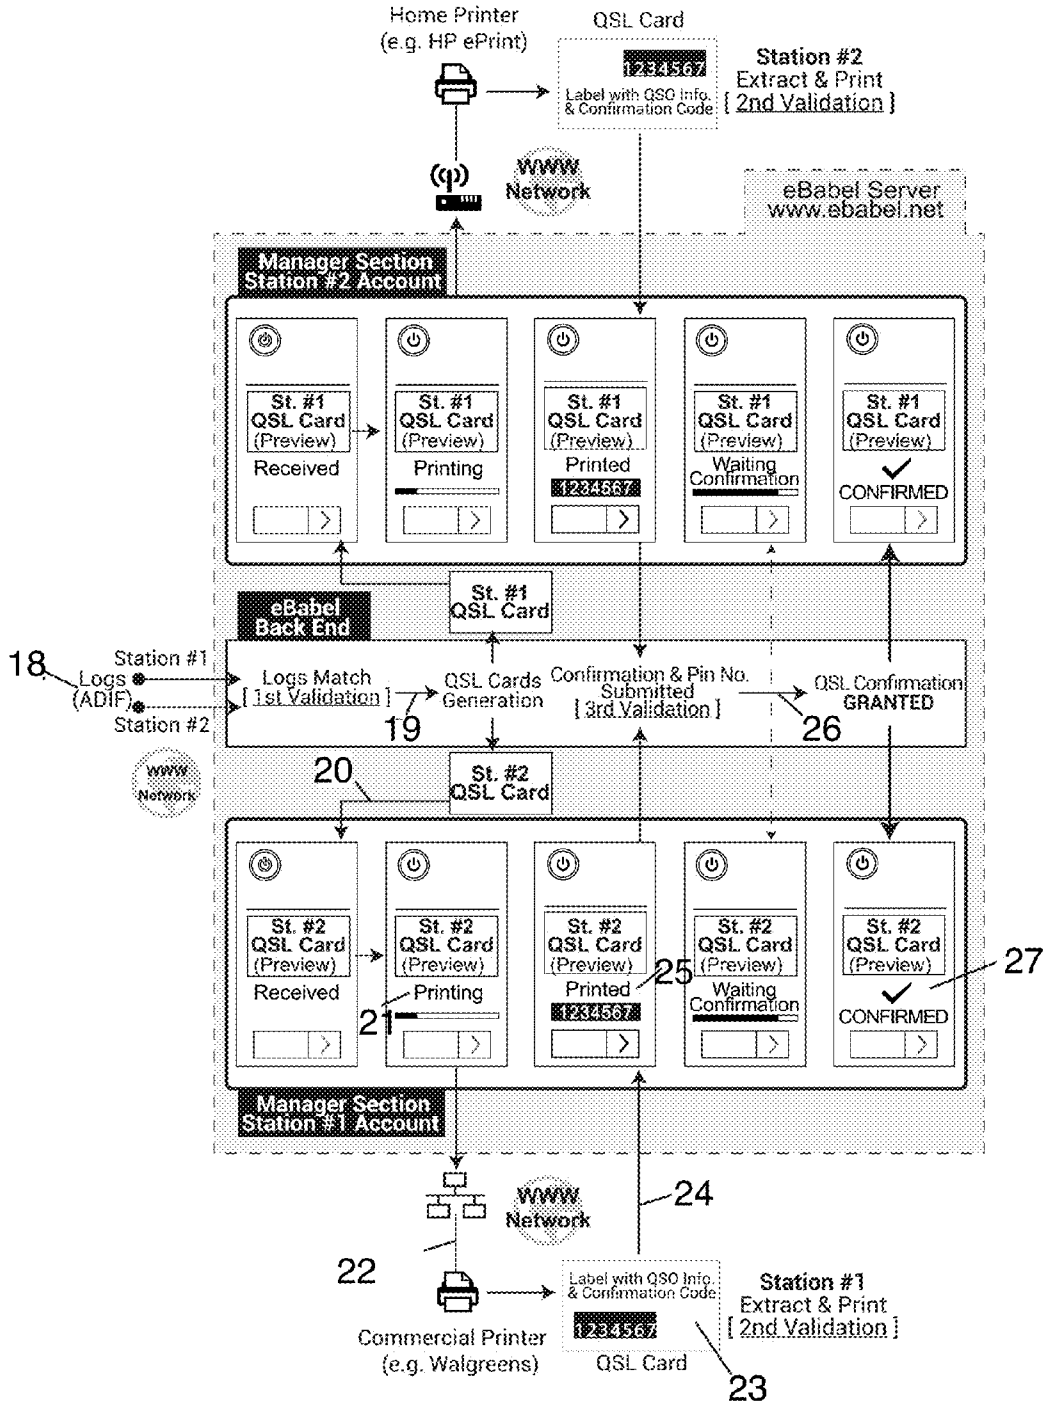 Home Printer
(e.g. HP ePrint)
QSL Card
1234567
Label with QSO Info.
& Confirmation Code
Station #2
Extract & Print
[ 2nd Validation ]
WWW
Network
eBabel Server
www.ebabel.net
Manager Section
Station #2 Account
St. #1
QSL Card
(Preview)
Received
St. #1
QSL Card
(Preview)
Printing
St. #1
QSL Card
(Preview)
Printed
1234567
St. #1
QSL Card
(Preview)
Waiting
Confirmation
St. #1
QSL Card
(Preview)
CONFIRMED
St. #1
QSL Card
eBabel
Back End
18
Logs
(ADIF)
Station #1
Station #2
Logs Match
[ 1st Validation ]
19
QSL Cards
Generation
Confirmation & Pin No.
Submitted
[ 3rd Validation ]
26
QSL Confirmation
GRANTED
WWW
Network
20
St. #2
QSL Card
St. #2
QSL Card
(Preview)
Received
St. #2
QSL Card
(Preview)
Printing
21
St. #2
QSL Card
(Preview)
25
Printed
1234567
St. #2
QSL Card
(Preview)
Waiting
Confirmation
St. #2
QSL Card
(Preview)
CONFIRMED
27
Manager Section
Station #1 Account
WWW
Network
24
22
Commercial Printer
(e.g. Walgreens)
Label with QSO Info.
& Confirmation Code
1234567
QSL Card
23
Station #1
Extract & Print
[ 2nd Validation ]